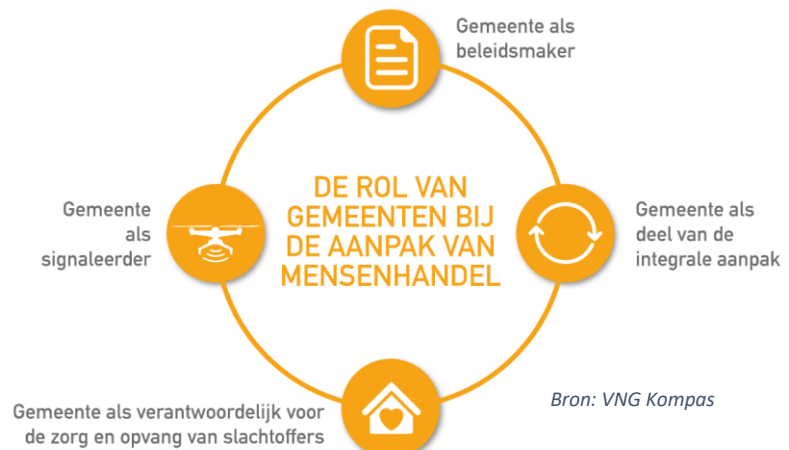 Gemeente als
beleidsmaker
DE ROL VAN
GEMEENTEN BIJ
DE AANPAK VAN
MENSENHANDEL
Gemeente
als
signaleerder
Gemeente als
deel van de
integrale aanpak
Gemeente als verantwoordelijk voor
de zorg en opvang van slachtoffers
Bron: VNG Kompas